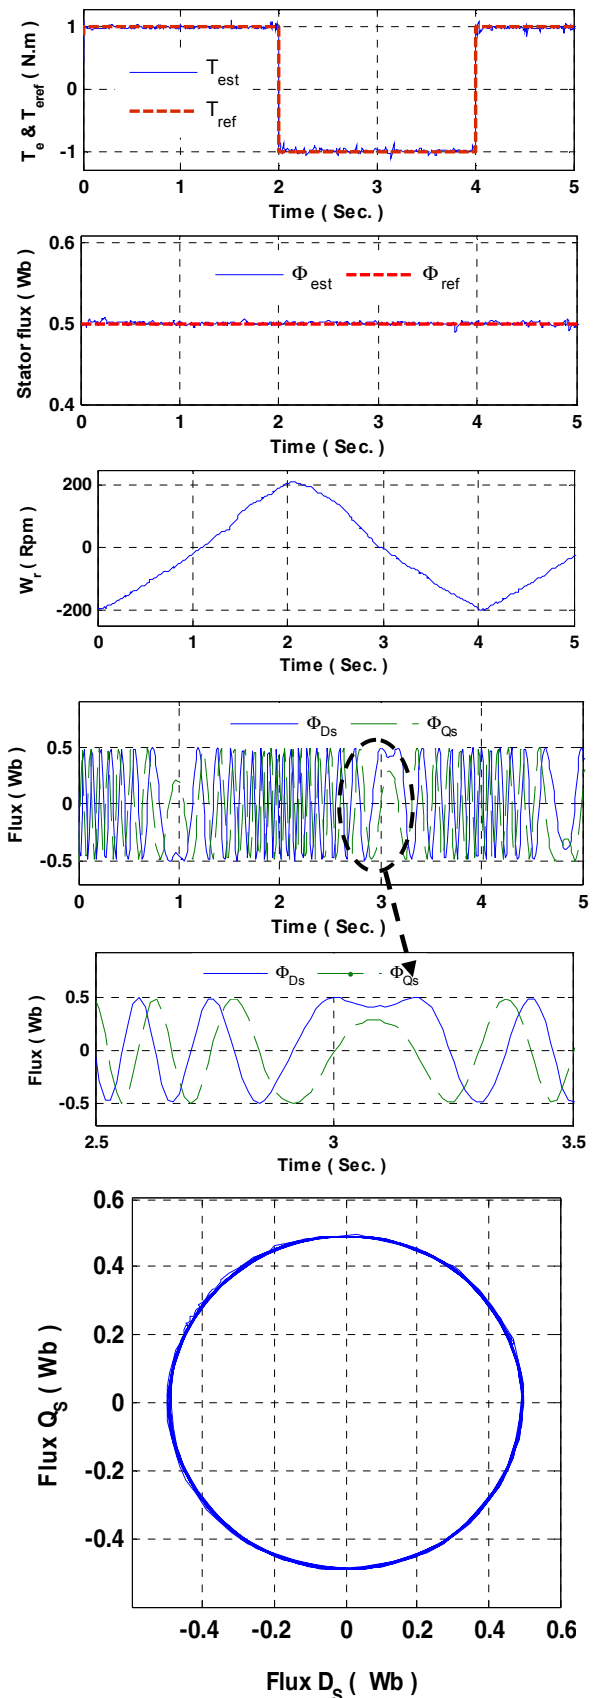 T_e & T_eref ( N.m )
1
0
-1
T_est
T_ref
0 1 2 3 4 5
Time ( Sec. )
Stator flux ( Wb )
0.6
0.5
0.4
Φ_est Φ_ref
0 1 2 3 4 5
Time ( Sec. )
W_r ( Rpm )
200
0
-200
0 1 2 3 4 5
Time ( Sec. )
Flux ( Wb )
Φ_Ds Φ_Qs
0.5
0
-0.5
0 1 2 3 4 5
Time ( Sec. )
Flux ( Wb )
Φ_Ds Φ_Qs
0.5
0
-0.5
2.5 3 3.5
Time ( Sec. )
Flux Q_S ( Wb )
0.6
0.4
0.2
0
-0.2
-0.4
-0.4 -0.2 0 0.2 0.4 0.6
Flux D_S ( Wb )